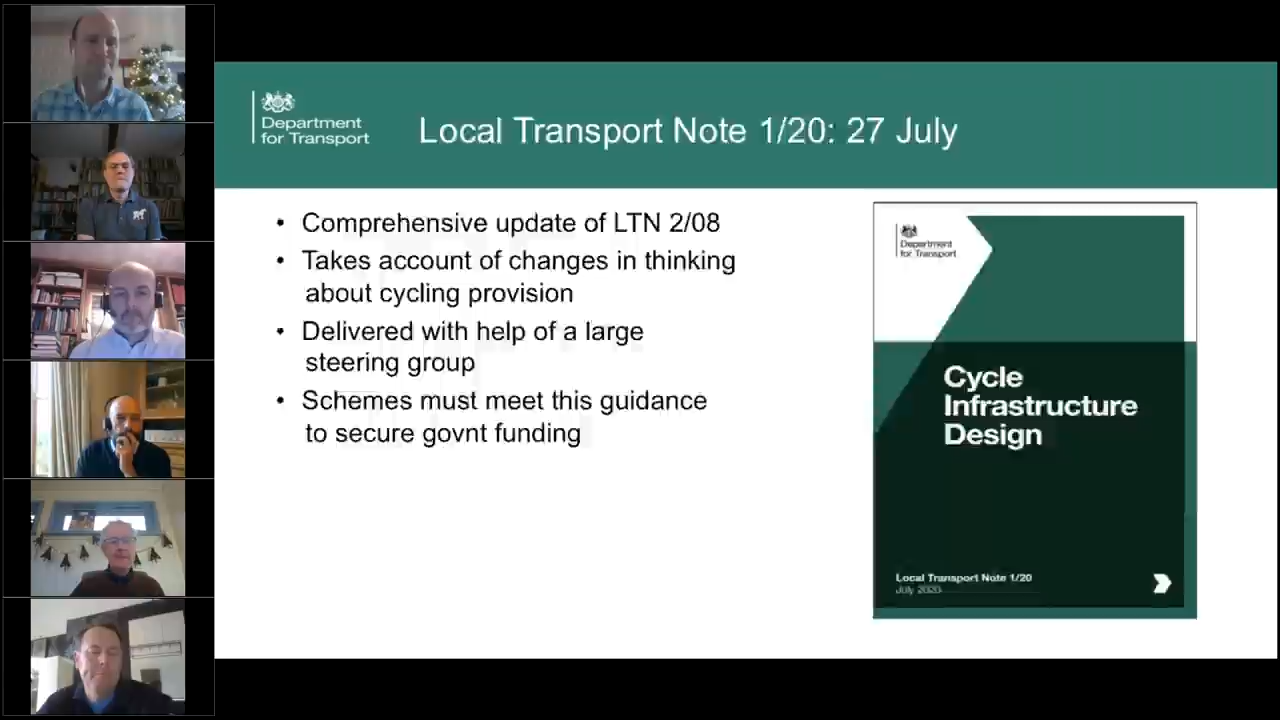 Department
for Transport
Local Transport Note 1/20: 27 July
• Comprehensive update of LTN 2/08
• Takes account of changes in thinking
about cycling provision
• Delivered with help of a large
steering group
• Schemes must meet this guidance
to secure govnt funding
Department
for Transport
Cycle
Infrastructure
Design
Local Transport Note 1/20
July 2020